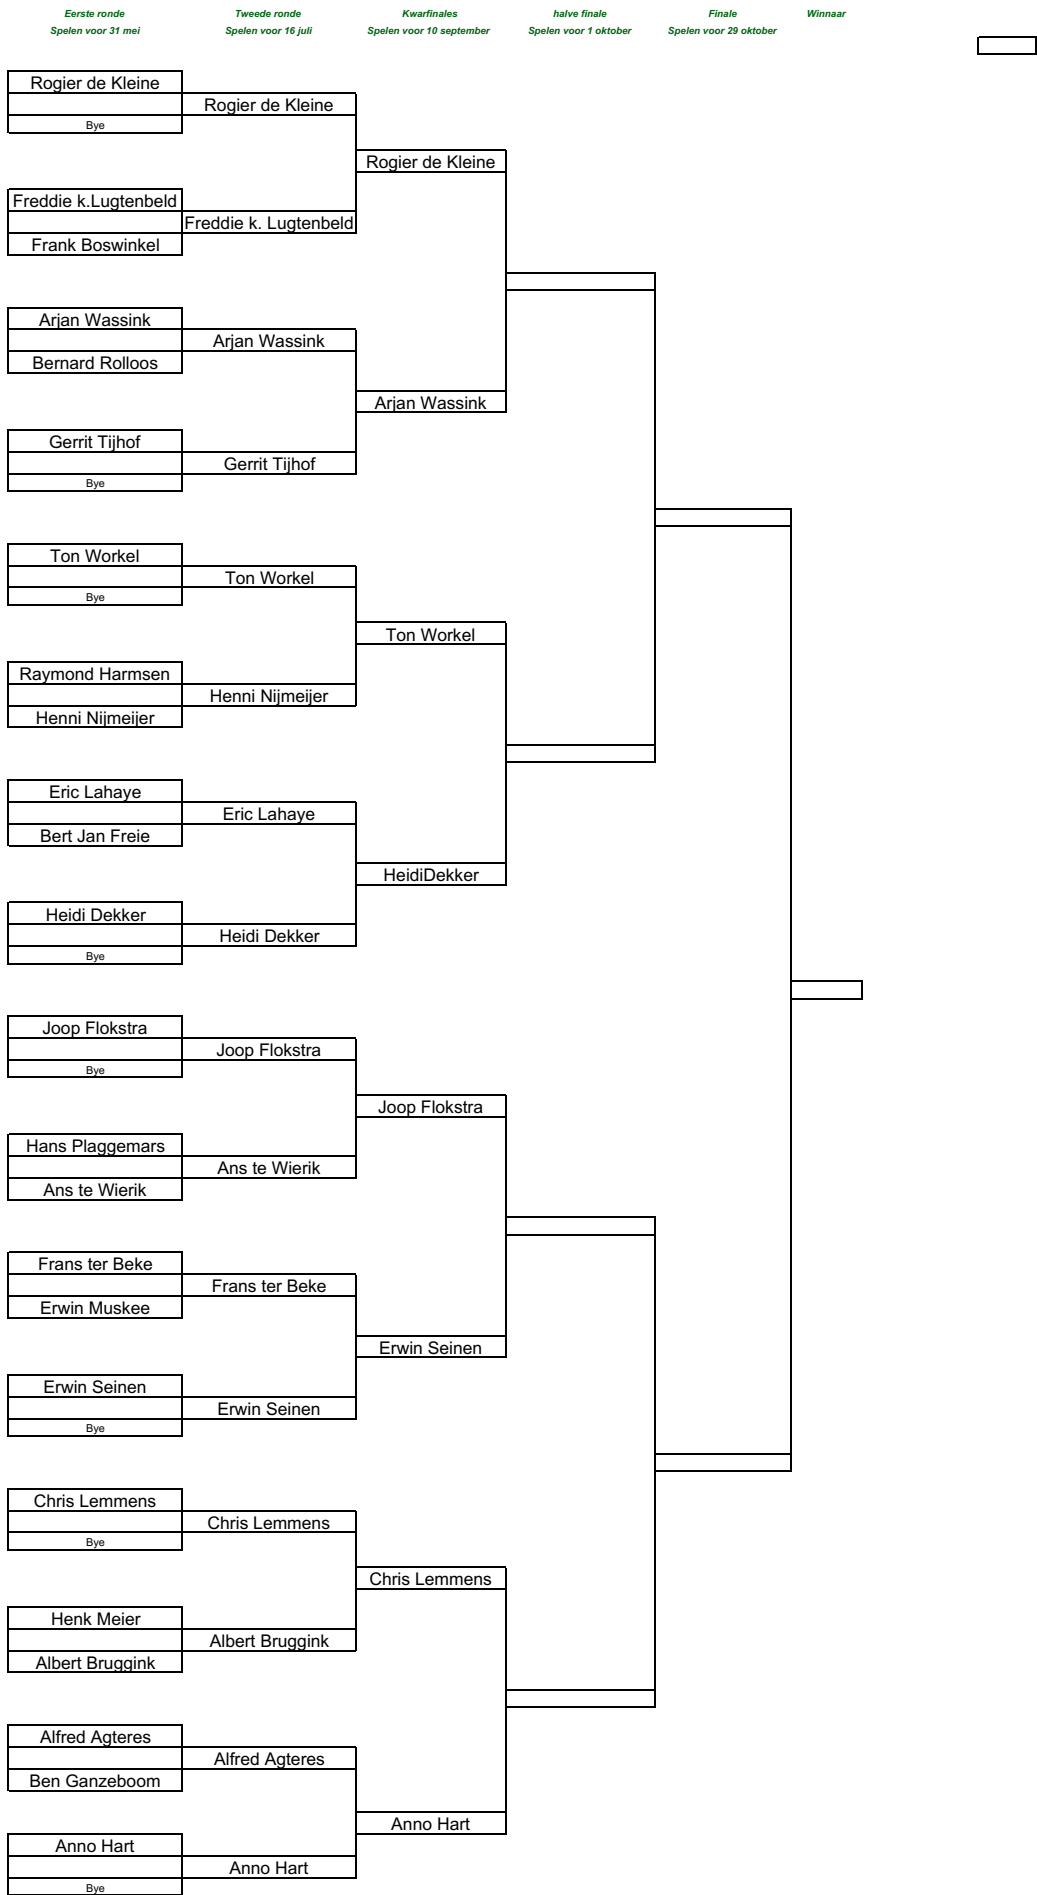 Eerste ronde Tweede ronde Kwarfinales halve finale Finale Winnaar
Spelen voor 31 mei Spelen voor 16 juli Spelen voor 10 september Spelen voor 1 oktober Spelen voor 29 oktober
Rogier de Kleine
Rogier de Kleine
Bye
Rogier de Kleine
Freddie k.Lugtenbeld
Freddie k. Lugtenbeld
Frank Boswinkel
Arjan Wassink
Arjan Wassink
Bernard Rolloos
Arjan Wassink
Gerrit Tijhof
Gerrit Tijhof
Bye
Ton Workel
Ton Workel
Bye
Ton Workel
Raymond Harmsen
Henni Nijmeijer
Henni Nijmeijer
Eric Lahaye
Eric Lahaye
Bert Jan Freie
HeidiDekker
Heidi Dekker
Heidi Dekker
Bye
Joop Flokstra
Joop Flokstra
Bye
Joop Flokstra
Hans Plaggemars
Ans te Wierik
Ans te Wierik
Frans ter Beke
Frans ter Beke
Erwin Muskee
Erwin Seinen
Erwin Seinen
Erwin Seinen
Bye
Chris Lemmens
Chris Lemmens
Bye
Chris Lemmens
Henk Meier
Albert Bruggink
Albert Bruggink
Alfred Agteres
Alfred Agteres
Ben Ganzeboom
Anno Hart
Anno Hart
Anno Hart
Bye